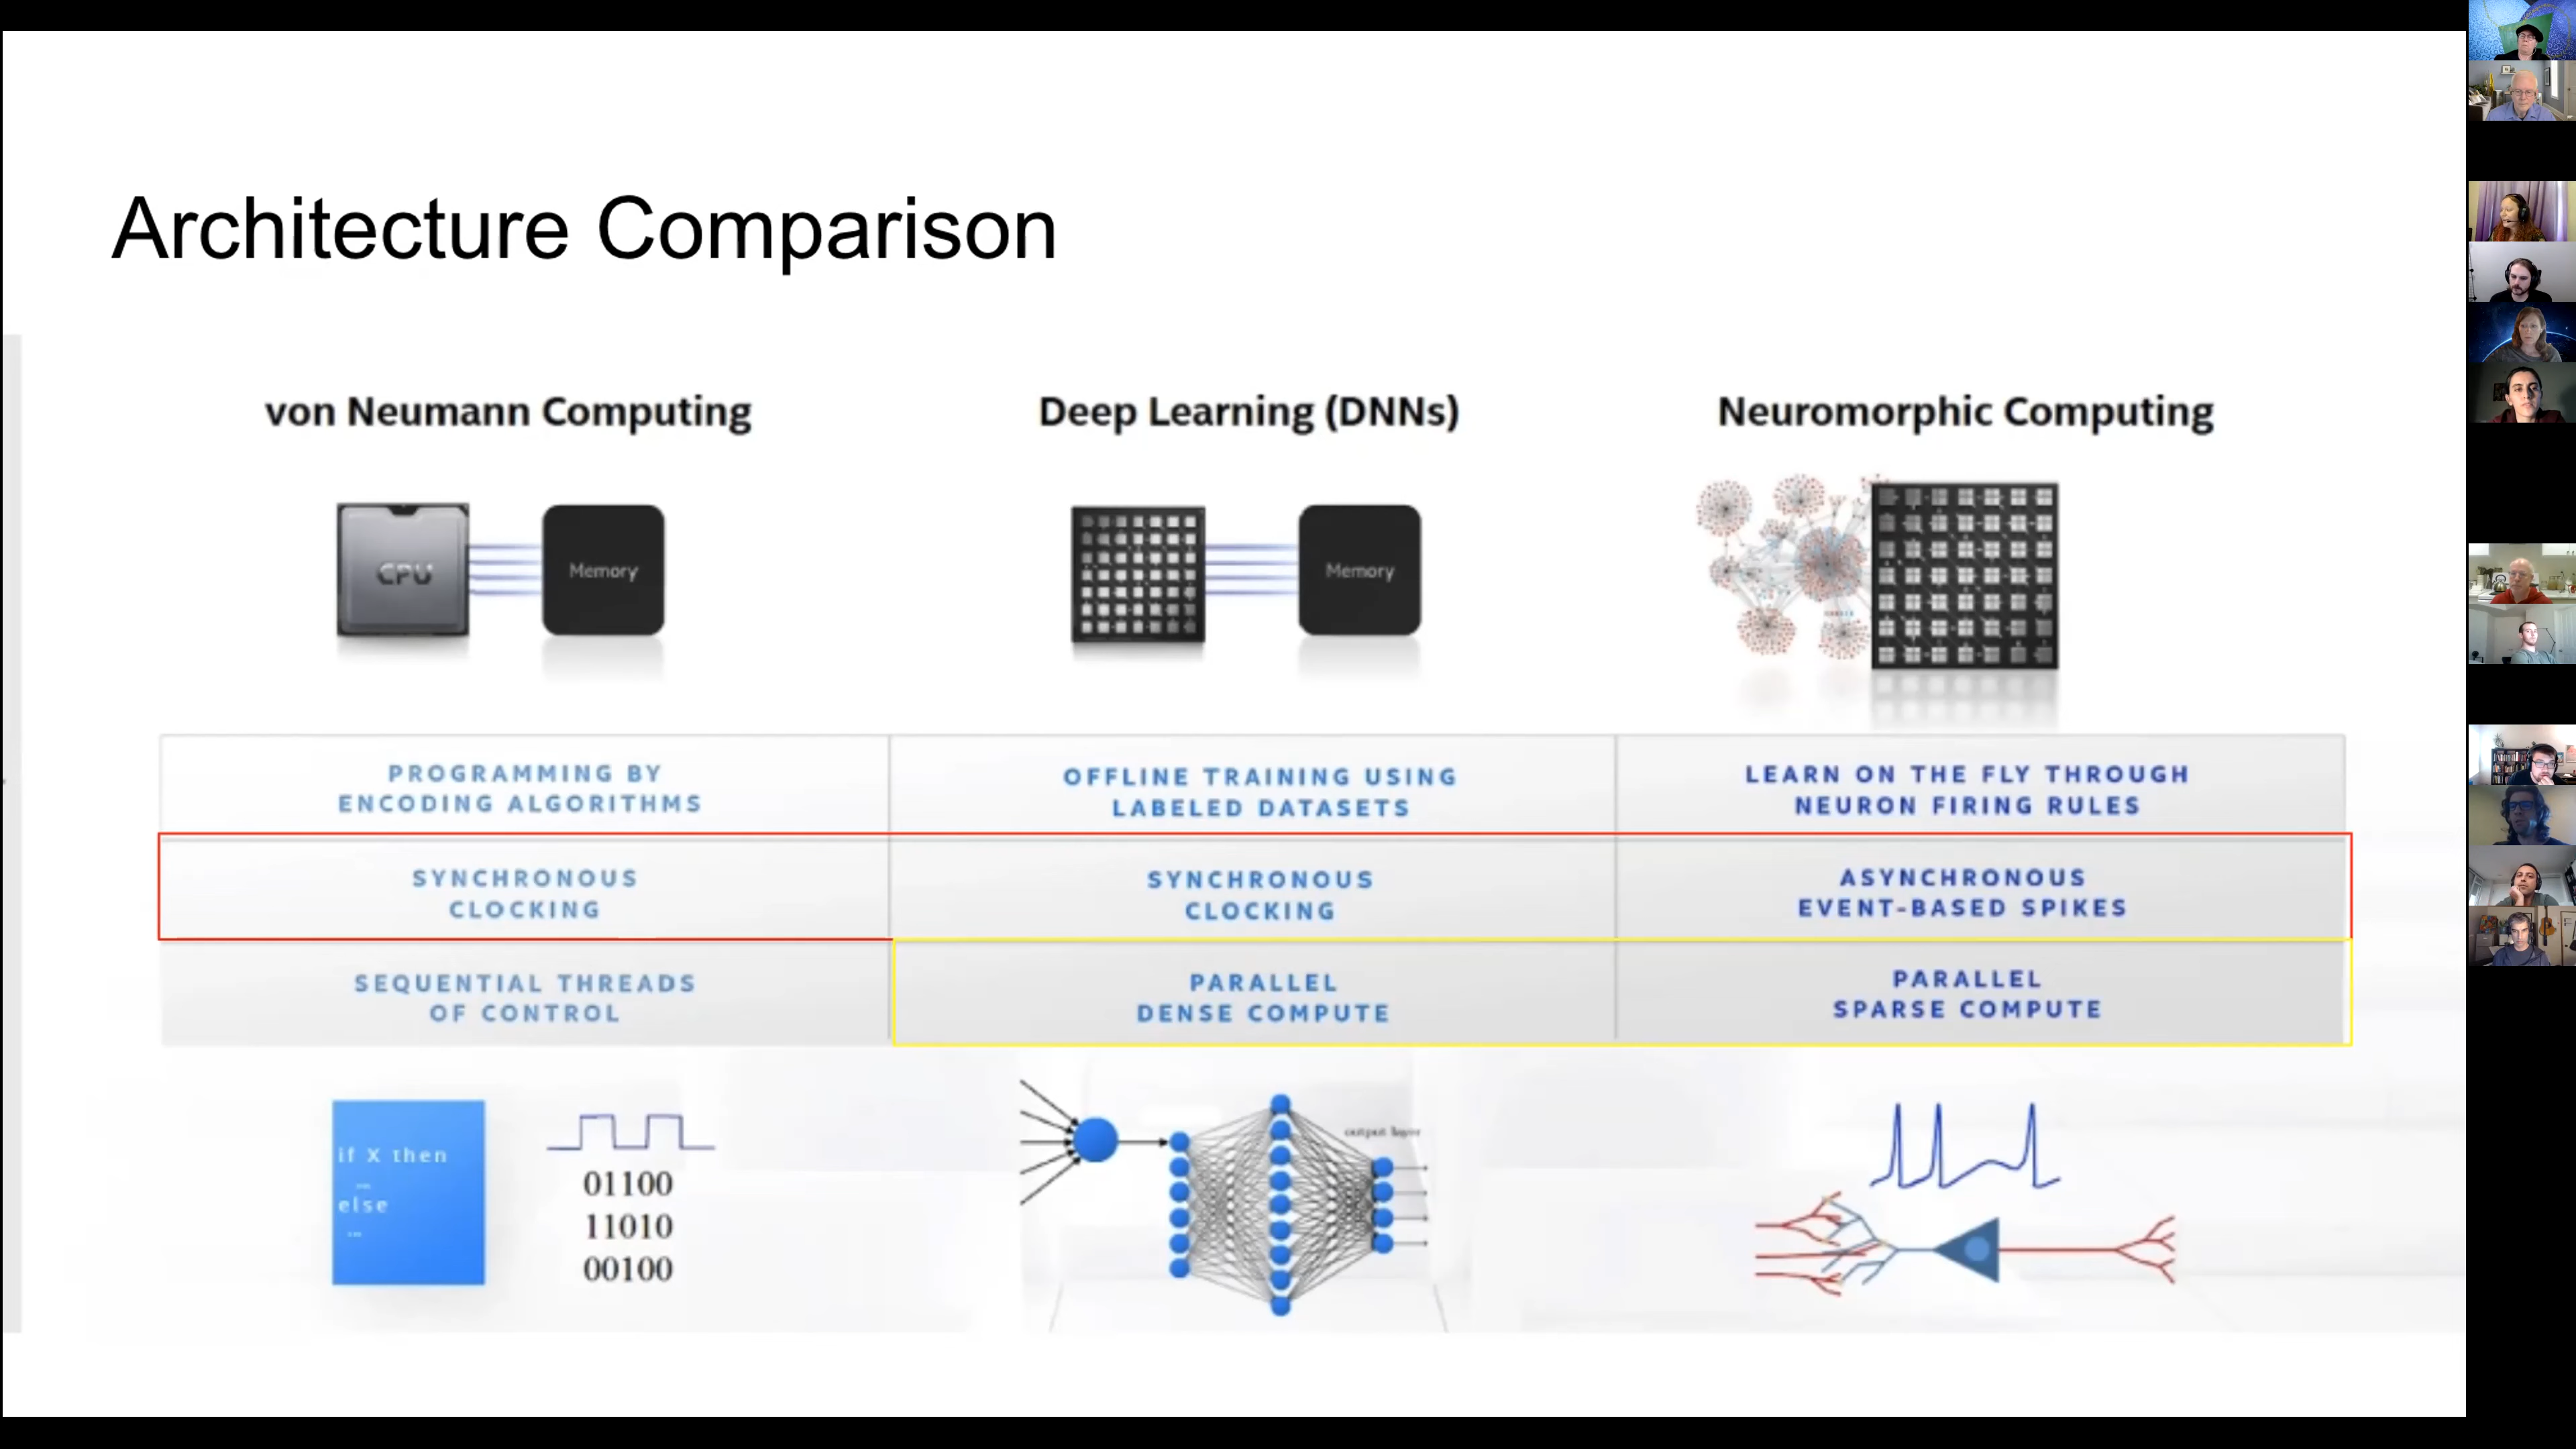 Architecture Comparison
von Neumann Computing
Deep Learning (DNNs)
Neuromorphic Computing
CPU
Memory
Memory
PROGRAMMING BY
ENCODING ALGORITHMS
OFFLINE TRAINING USING
LABELED DATASETS
LEARN ON THE FLY THROUGH
NEURON FIRING RULES
SYNCHRONOUS
CLOCKING
SYNCHRONOUS
CLOCKING
ASYNCHRONOUS
EVENT-BASED SPIKES
SEQUENTIAL THREADS
OF CONTROL
PARALLEL
DENSE COMPUTE
PARALLEL
SPARSE COMPUTE
if X then
...
else
...
01100
11010
00100
output layer